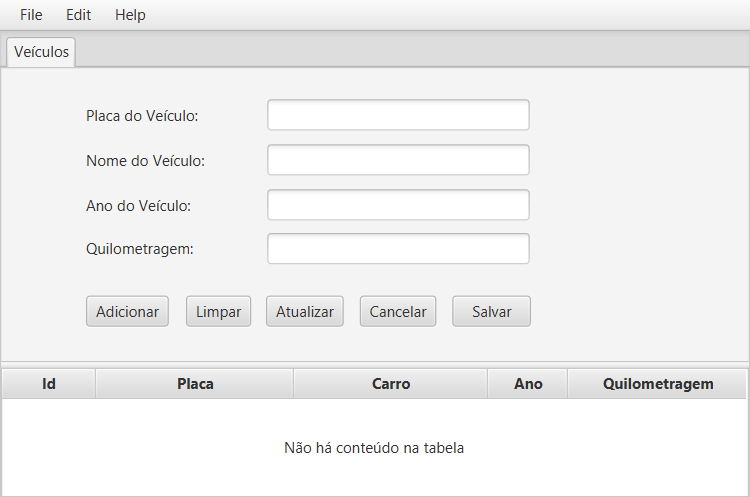 File Edit Help
Veículos
Placa do Veículo:
Nome do Veículo:
Ano do Veículo:
Quilometragem:
Adicionar Limpar Atualizar Cancelar Salvar
Id Placa Carro Ano Quilometragem
Não há conteúdo na tabela